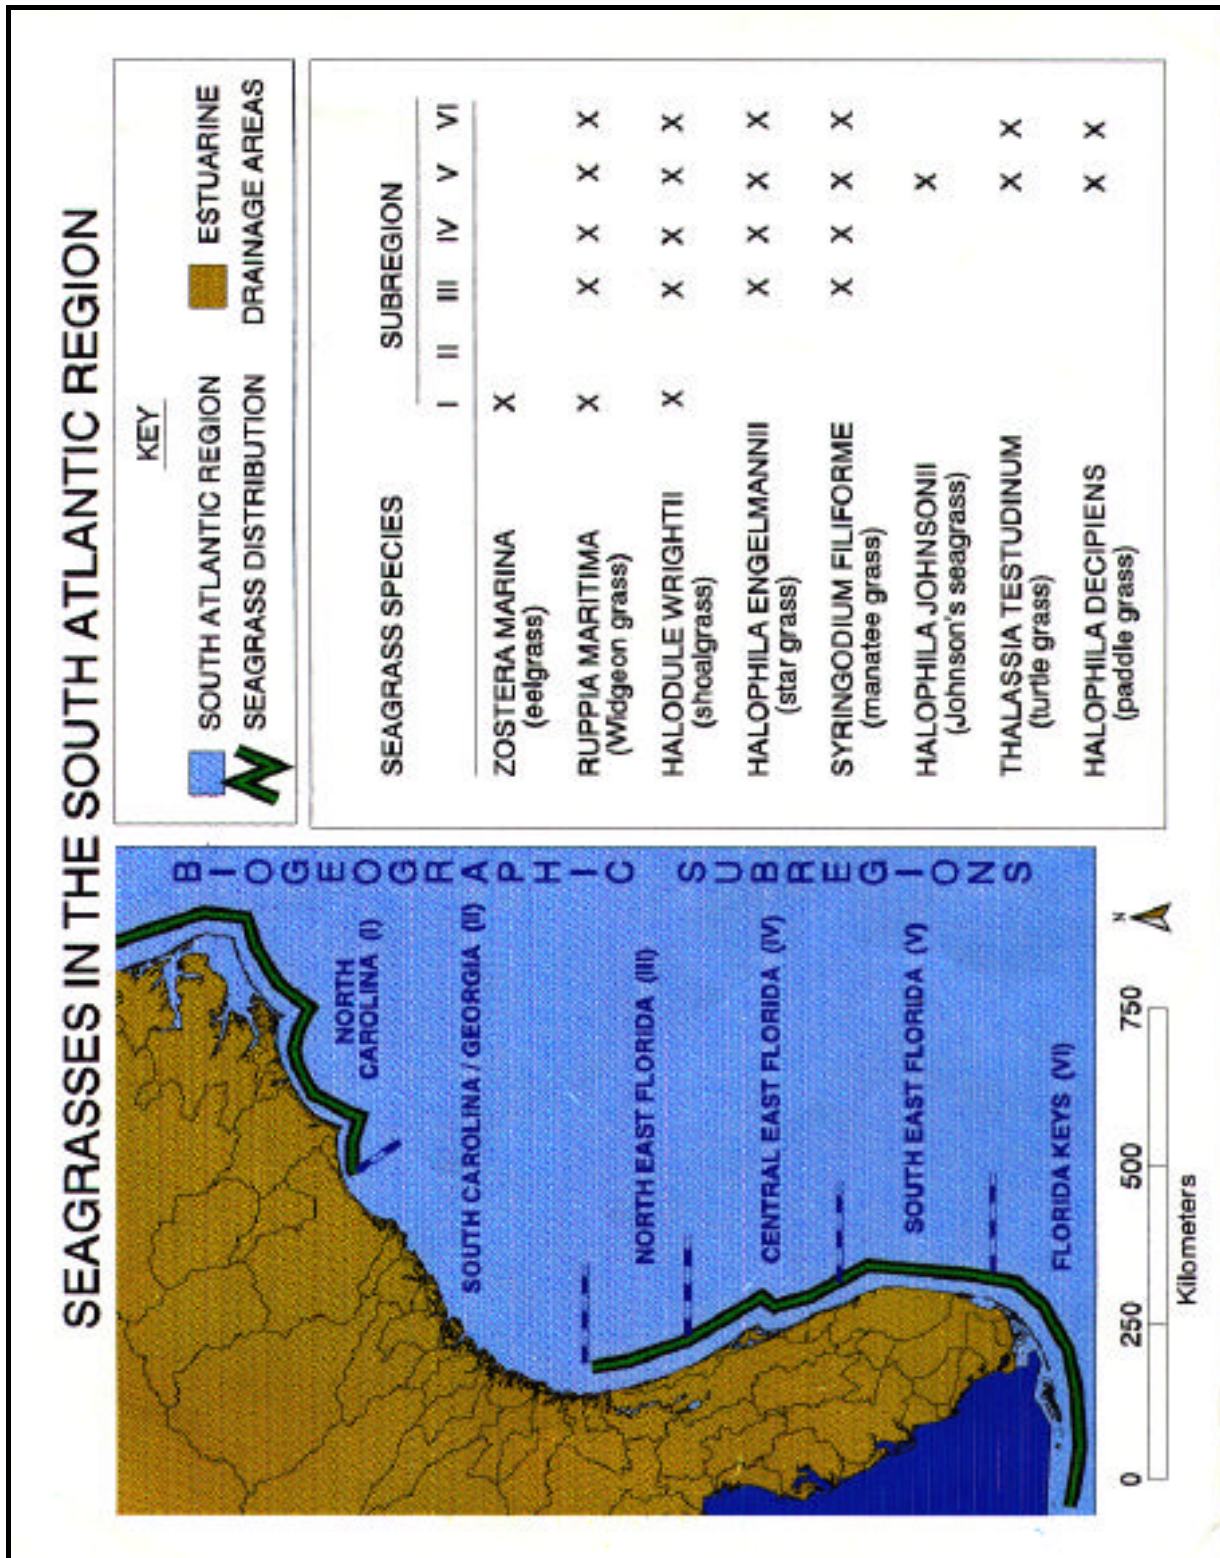 SEAGRASSES IN THE SOUTH ATLANTIC REGION
BIOGEOGRAPHIC SUBREGIONS
NORTH
CAROLINA (I)
SOUTH CAROLINA / GEORGIA (II)
NORTH EAST FLORIDA (III)
CENTRAL EAST FLORIDA (IV)
SOUTH EAST FLORIDA (V)
FLORIDA KEYS (VI)
0 250 500 750
Kilometers
N
KEY
SOUTH ATLANTIC REGION ESTUARINE
SEAGRASS DISTRIBUTION DRAINAGE AREAS
SEAGRASS SPECIES SUBREGION
I II III IV V VI
ZOSTERA MARINA X
(eelgrass)
RUPPIA MARITIMA X X X X X
(Widgeon grass)
HALODULE WRIGHTII X X X X X
(shoalgrass)
HALOPHILA ENGELMANNII X X X X
(star grass)
SYRINGODIUM FILIFORME X X X X
(manatee grass)
HALOPHILA JOHNSONII X
(Johnson's seagrass)
THALASSIA TESTUDINUM X X
(turtle grass)
HALOPHILA DECIPIENS X X
(paddle grass)